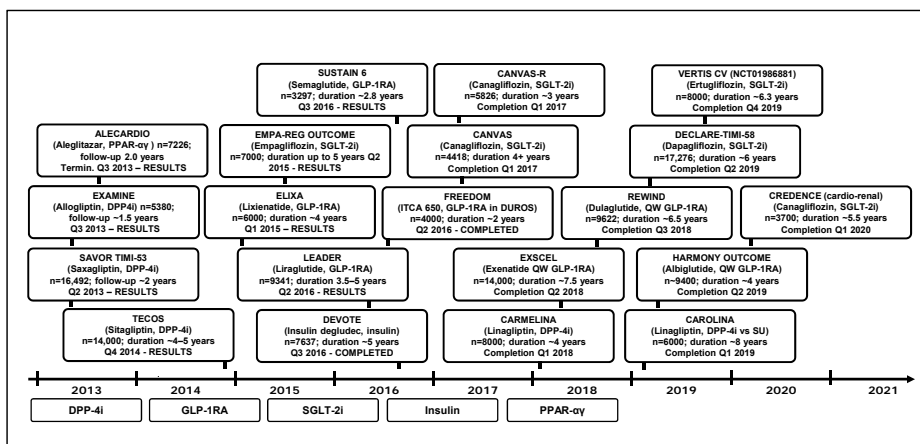 SUSTAIN 6
(Semaglutide, GLP-1RA)
n=3297; duration ~2.8 years
Q3 2016 - RESULTS
CANVAS-R
(Canagliflozin, SGLT-2i)
n=5826; duration ~3 years
Completion Q1 2017
VERTIS CV (NCT01986881)
(Ertugliflozin, SGLT-2i)
n=8000; duration ~6.3 years
Completion Q4 2019
ALECARDIO
(Aleglitazar, PPAR-αγ ) n=7226;
follow-up 2.0 years
Termin. Q3 2013 – RESULTS
EMPA-REG OUTCOME
(Empagliflozin, SGLT-2i)
n=7000; duration up to 5 years Q2
2015 - RESULTS
CANVAS
(Canagliflozin, SGLT-2i)
n=4418; duration 4+ years
Completion Q1 2017
DECLARE-TIMI-58
(Dapagliflozin, SGLT-2i)
n=17,276; duration ~6 years
Completion Q2 2019
EXAMINE
(Allogliptin, DPP4i) n=5380;
follow-up ~1.5 years
Q3 2013 – RESULTS
ELIXA
(Lixienatide, GLP-1RA)
n=6000; duration ~4 years
Q1 2015 – RESULTS
FREEDOM
(ITCA 650, GLP-1RA in DUROS)
n=4000; duration ~2 years
Q2 2016 - COMPLETED
REWIND
(Dulaglutide, QW GLP-1RA)
n=9622; duration ~6.5 years
Completion Q3 2018
CREDENCE (cardio-renal)
(Canagliflozin, SGLT-2i)
n=3700; duration ~5.5 years
Completion Q1 2020
SAVOR TIMI-53
(Saxagliptin, DPP-4i)
n=16,492; follow-up ~2 years
Q2 2013 – RESULTS
LEADER
(Liraglutide, GLP-1RA)
n=9341; duration 3.5–5 years
Q2 2016 - RESULTS
EXSCEL
(Exenatide QW GLP-1RA)
n=14,000; duration ~7.5 years
Completion Q2 2018
HARMONY OUTCOME
(Albiglutide, QW GLP-1RA)
n~9400; duration ~4 years
Completion Q2 2019
TECOS
(Sitagliptin, DPP-4i)
n=14,000; duration ~4–5 years
Q4 2014 - RESULTS
DEVOTE
(Insulin degludec, insulin)
n=7637; duration ~5 years
Q3 2016 - COMPLETED
CARMELINA
(Linagliptin, DPP-4i)
n=8000; duration ~4 years
Completion Q1 2018
CAROLINA
(Linagliptin, DPP-4i vs SU)
n=6000; duration ~8 years
Completion Q1 2019
2013 2014 2015 2016 2017 2018 2019 2020 2021
DPP-4i GLP-1RA SGLT-2i Insulin PPAR-αγ